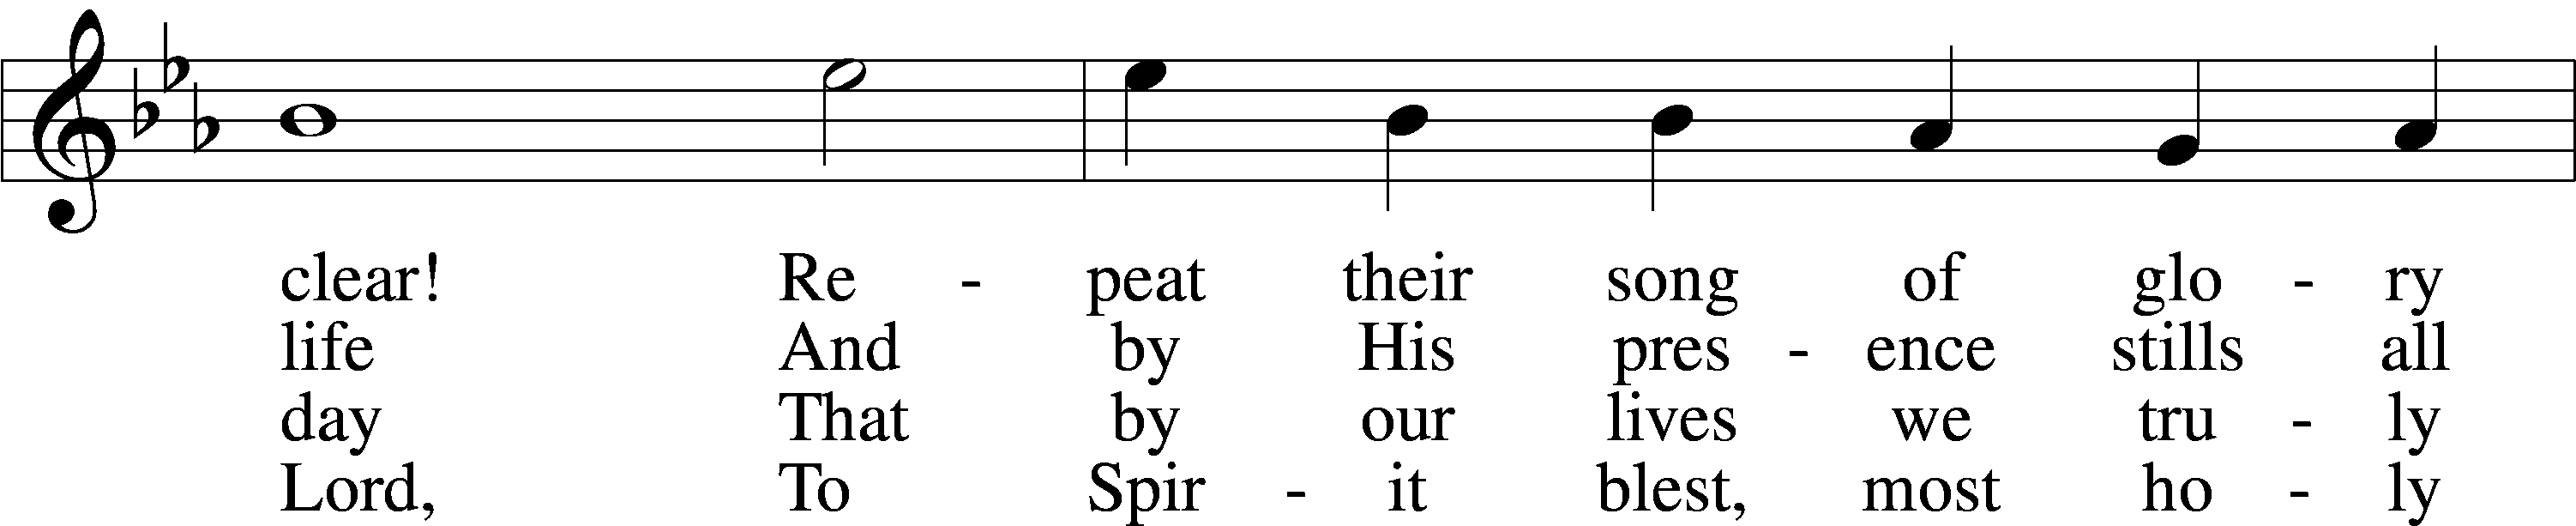 clear! Re - peat their song of glo - ry
life And by His pres - ence stills all
day That by our lives we tru - ly
Lord, To Spir - it blest, most ho - ly